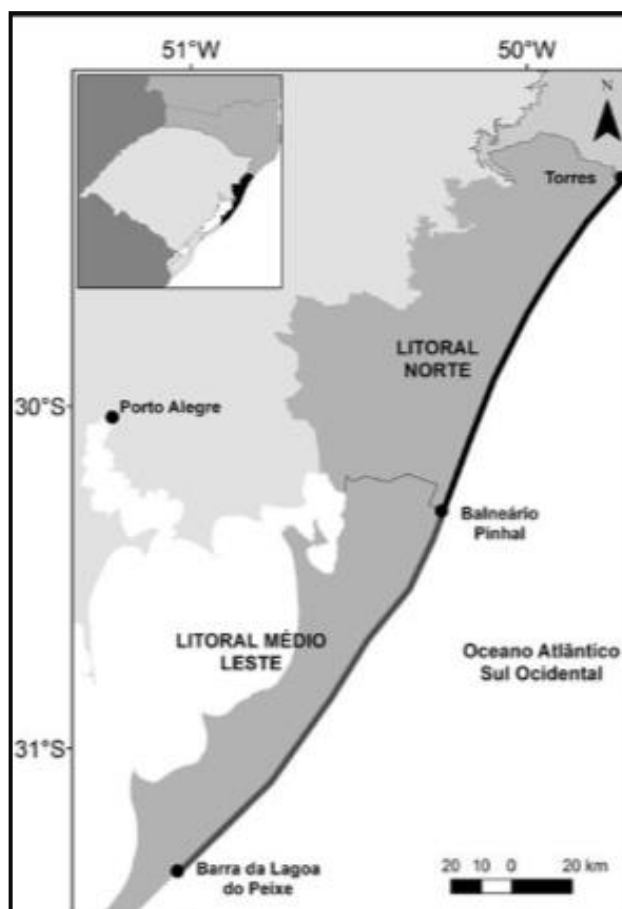 51°W 50°W
N
Torres
LITORAL
NORTE
30°S
Porto Alegre
Balneário
Pinhal
LITORAL MÉDIO
LESTE
Oceano Atlântico
Sul Ocidental
31°S
Barra da Lagoa
do Peixe
20 10 0 20 km